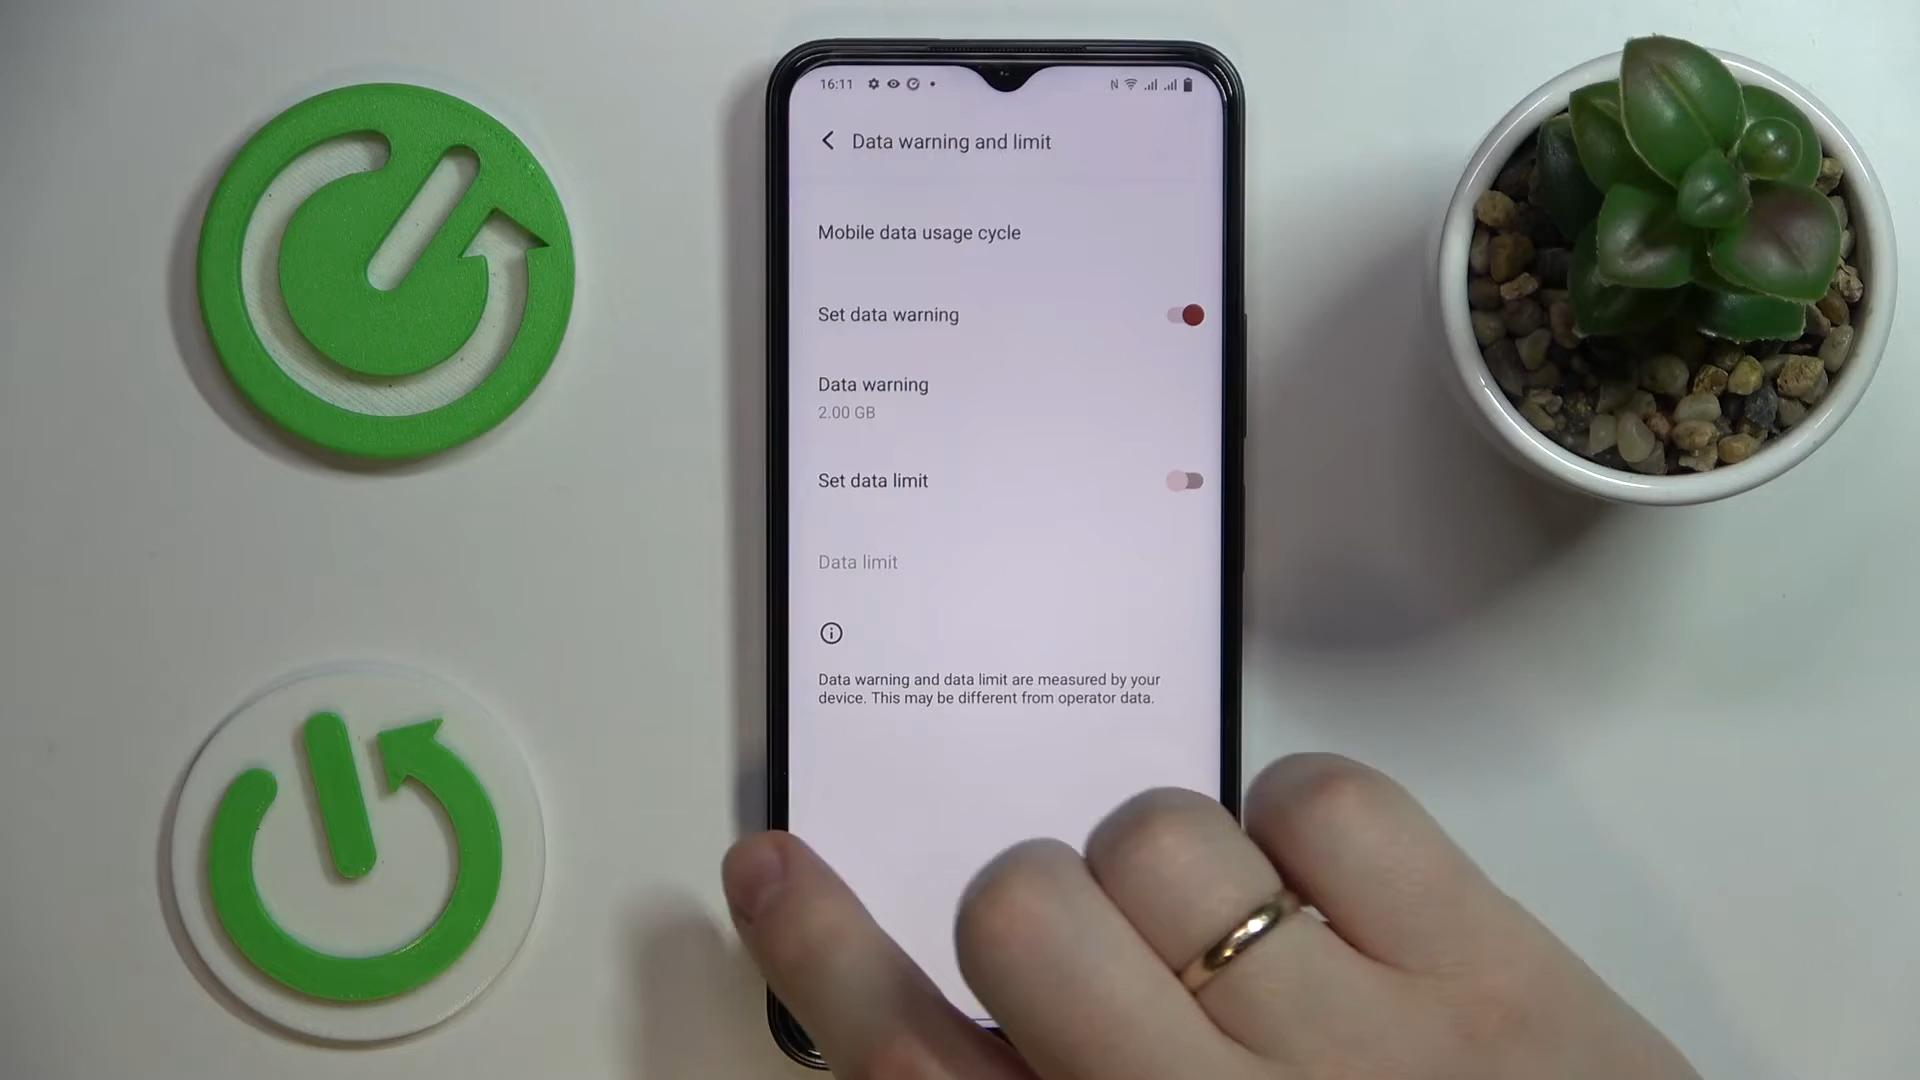 16:11
Data warning and limit
Mobile data usage cycle
Set data warning
Data warning
2.00 GB
Set data limit
Data limit
Data warning and data limit are measured by your
device. This may be different from operator data.